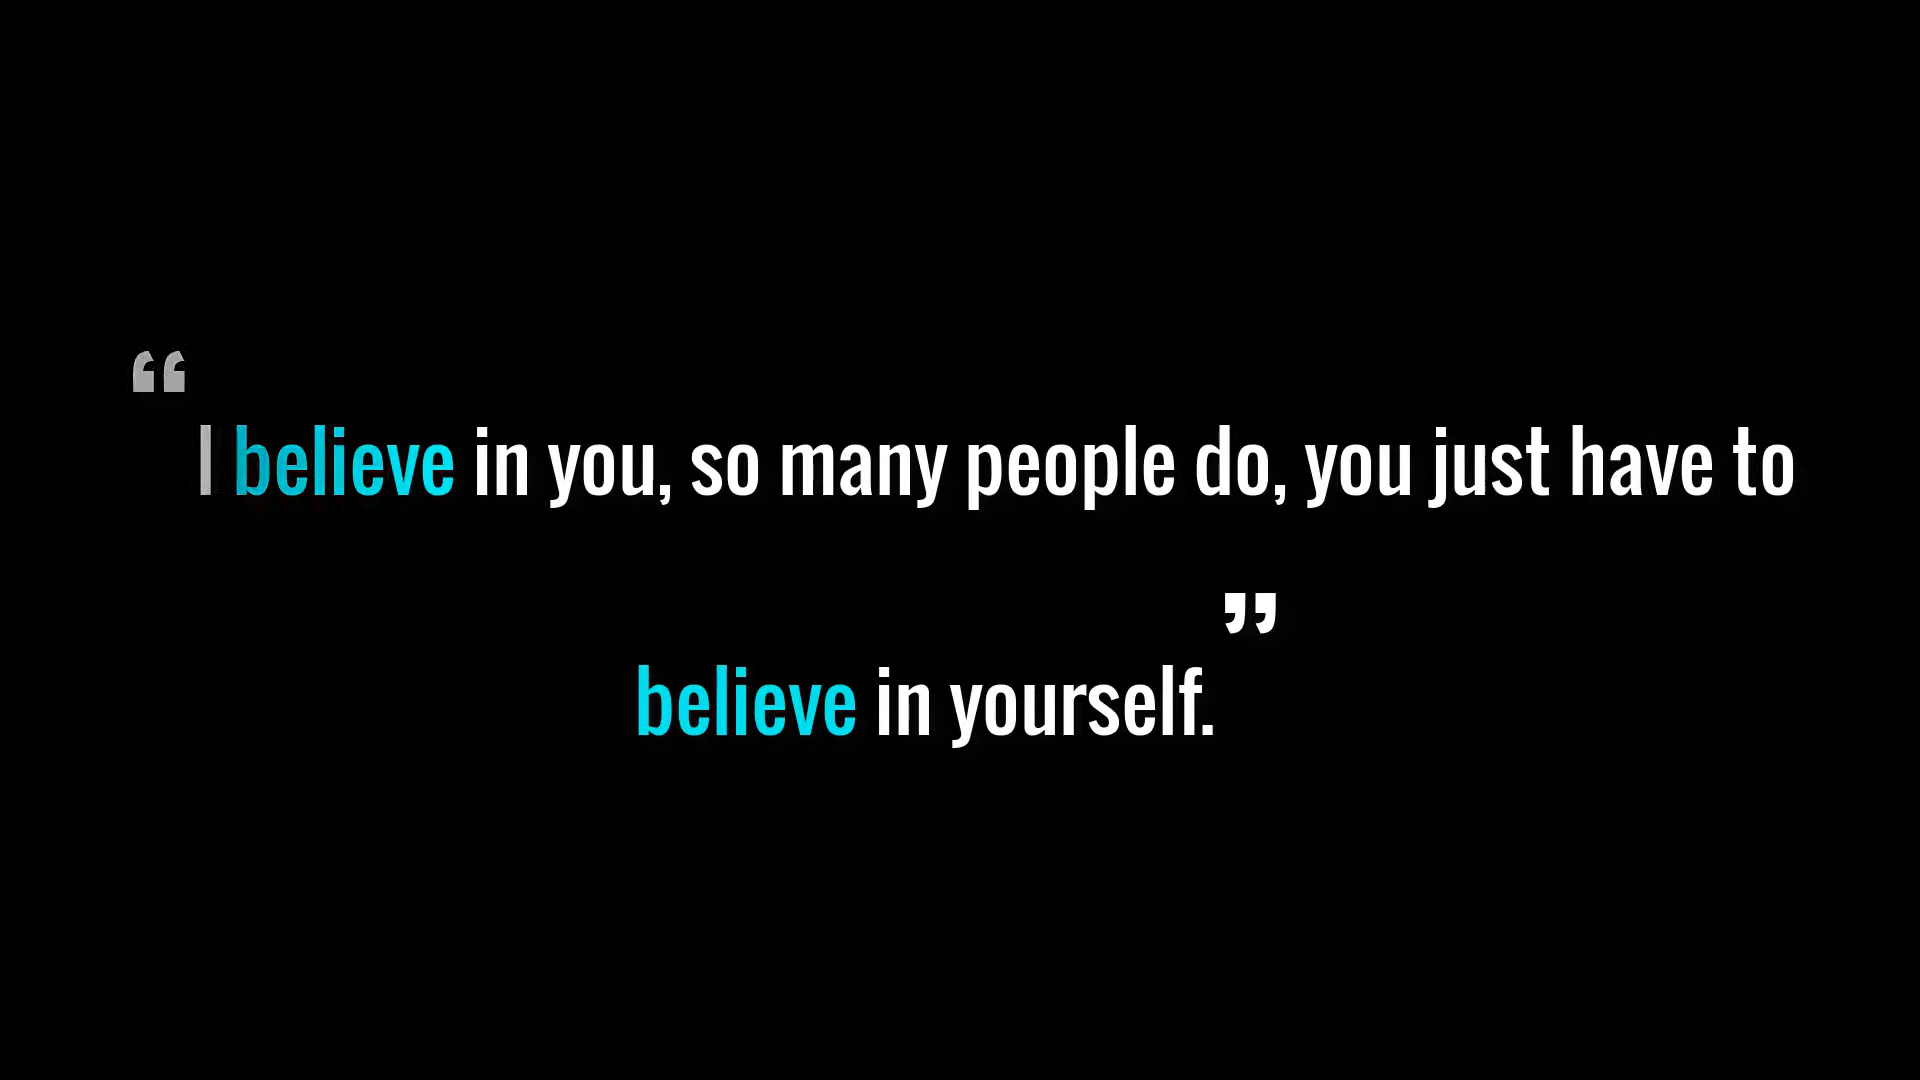 “I believe in you, so many people do, you just have to
believe in yourself.”